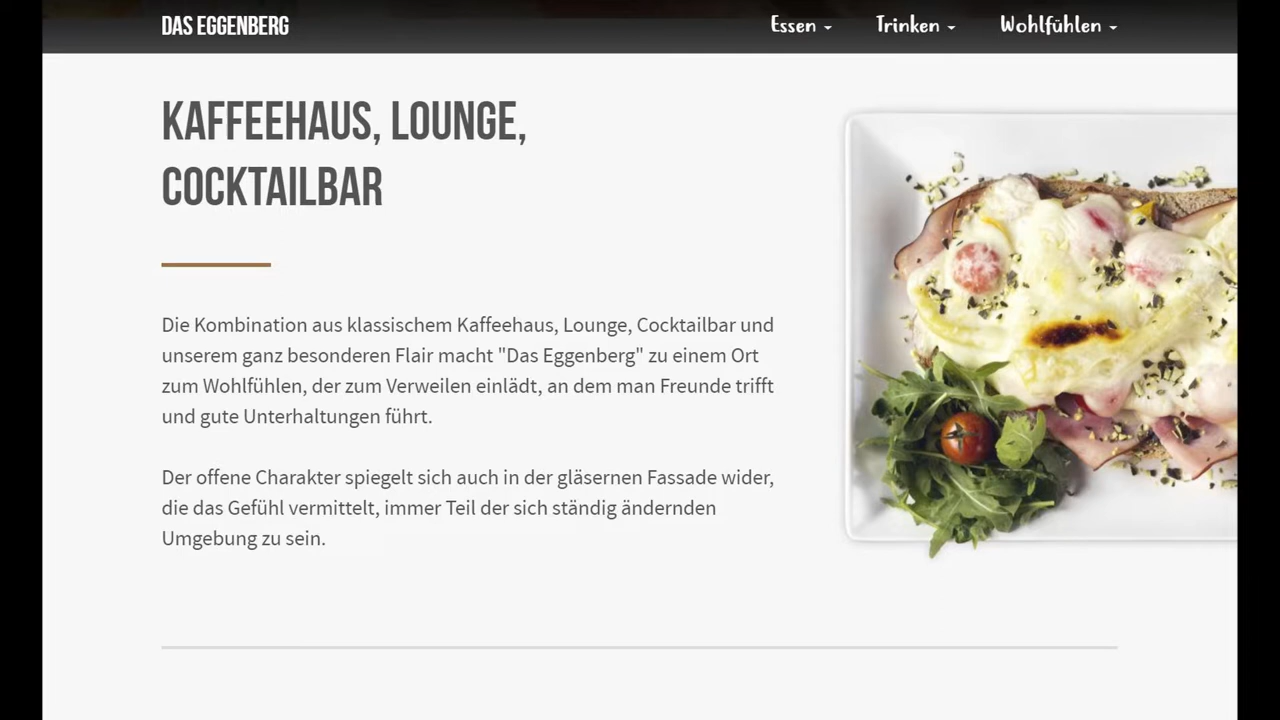 DAS EGGENBERG
Essen
Trinken
Wohlfühlen
KAFFEEHAUS, LOUNGE,
COCKTAILBAR
Die Kombination aus klassischem Kaffeehaus, Lounge, Cocktailbar und
unserem ganz besonderen Flair macht "Das Eggenberg" zu einem Ort
zum Wohlfühlen, der zum Verweilen einlädt, an dem man Freunde trifft
und gute Unterhaltungen führt.
Der offene Charakter spiegelt sich auch in der gläsernen Fassade wider,
die das Gefühl vermittelt, immer Teil der sich ständig ändernden
Umgebung zu sein.